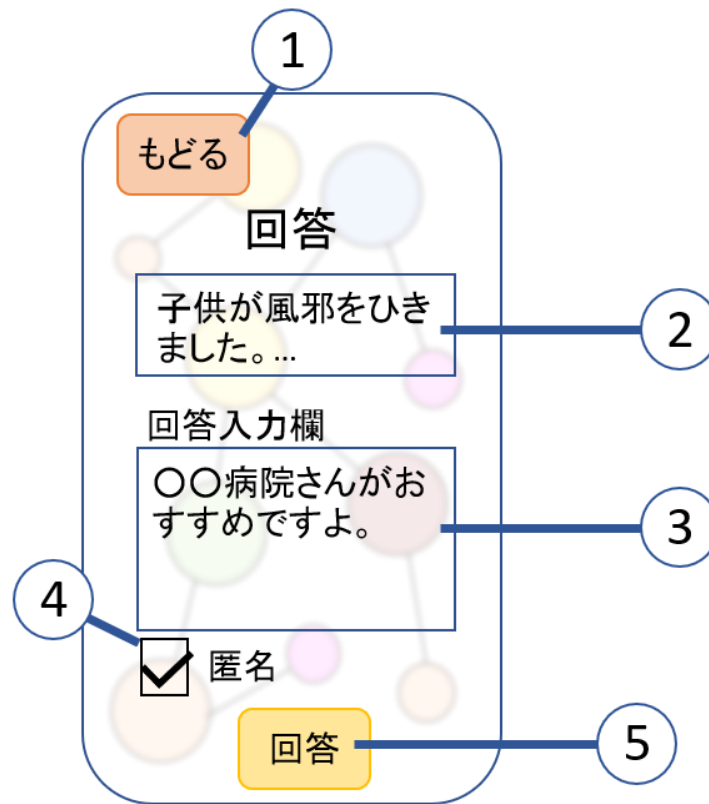 1
もどる
回答
子供が風邪をひき
ました。...
2
回答入力欄
〇〇病院さんがお
すすめですよ。
3
4
匿名
回答
5